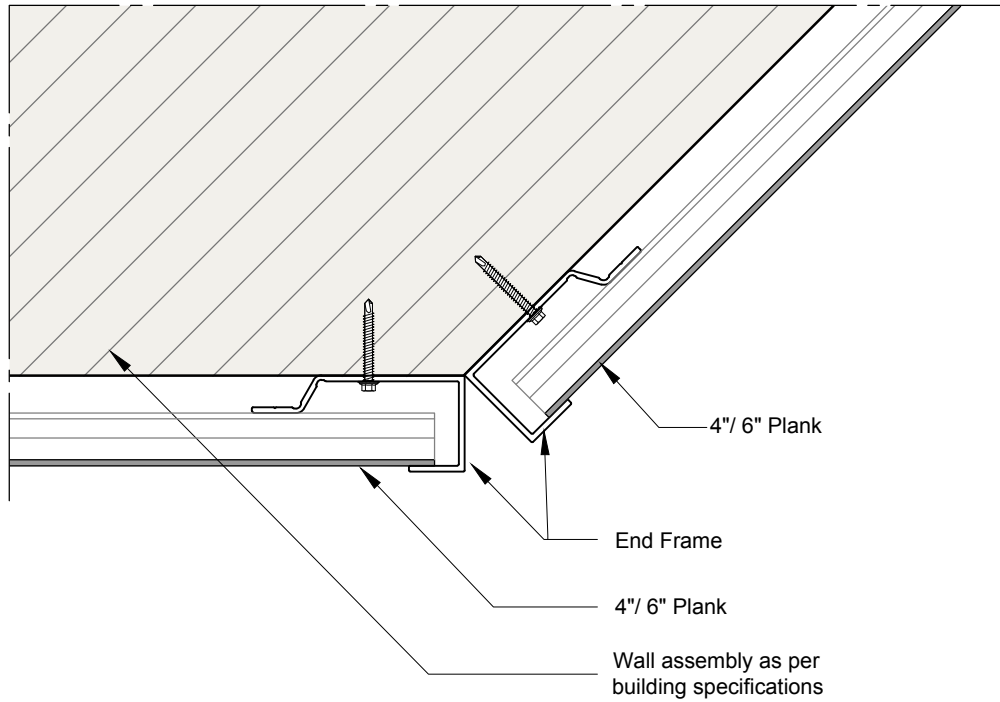 4"/ 6" Plank
End Frame
4"/ 6" Plank
Wall assembly as per
building specifications